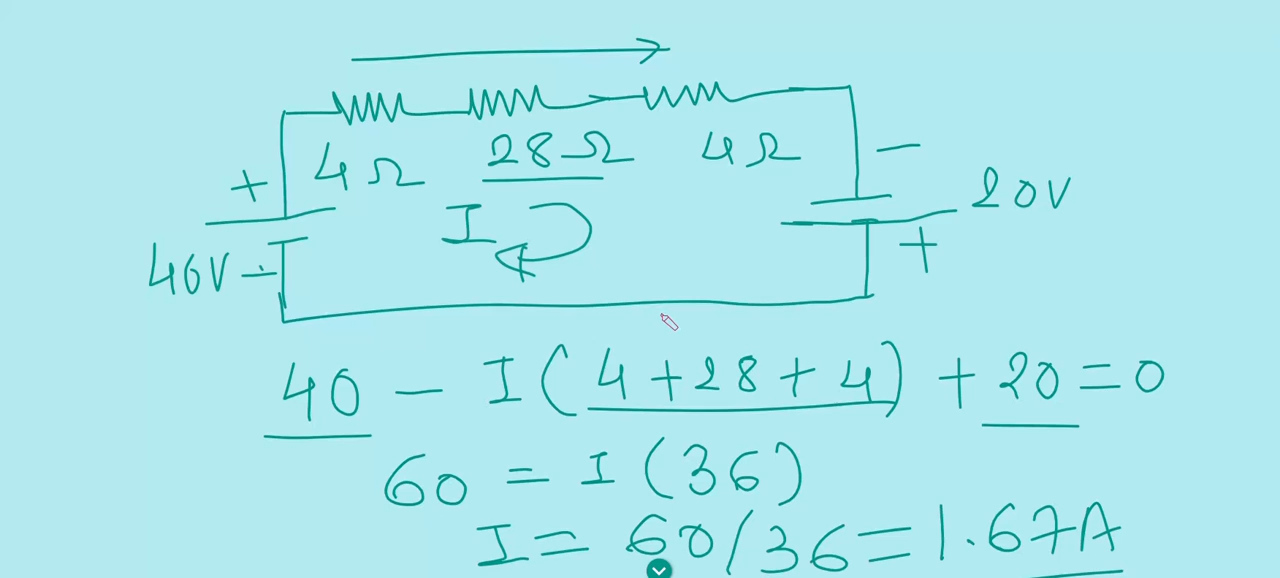 4Ω 28Ω 4Ω
+ −
I 20V
40V − +
40 − I (4 + 28 + 4) + 20 = 0
60 = I (36)
I = 60/36 = 1.67A